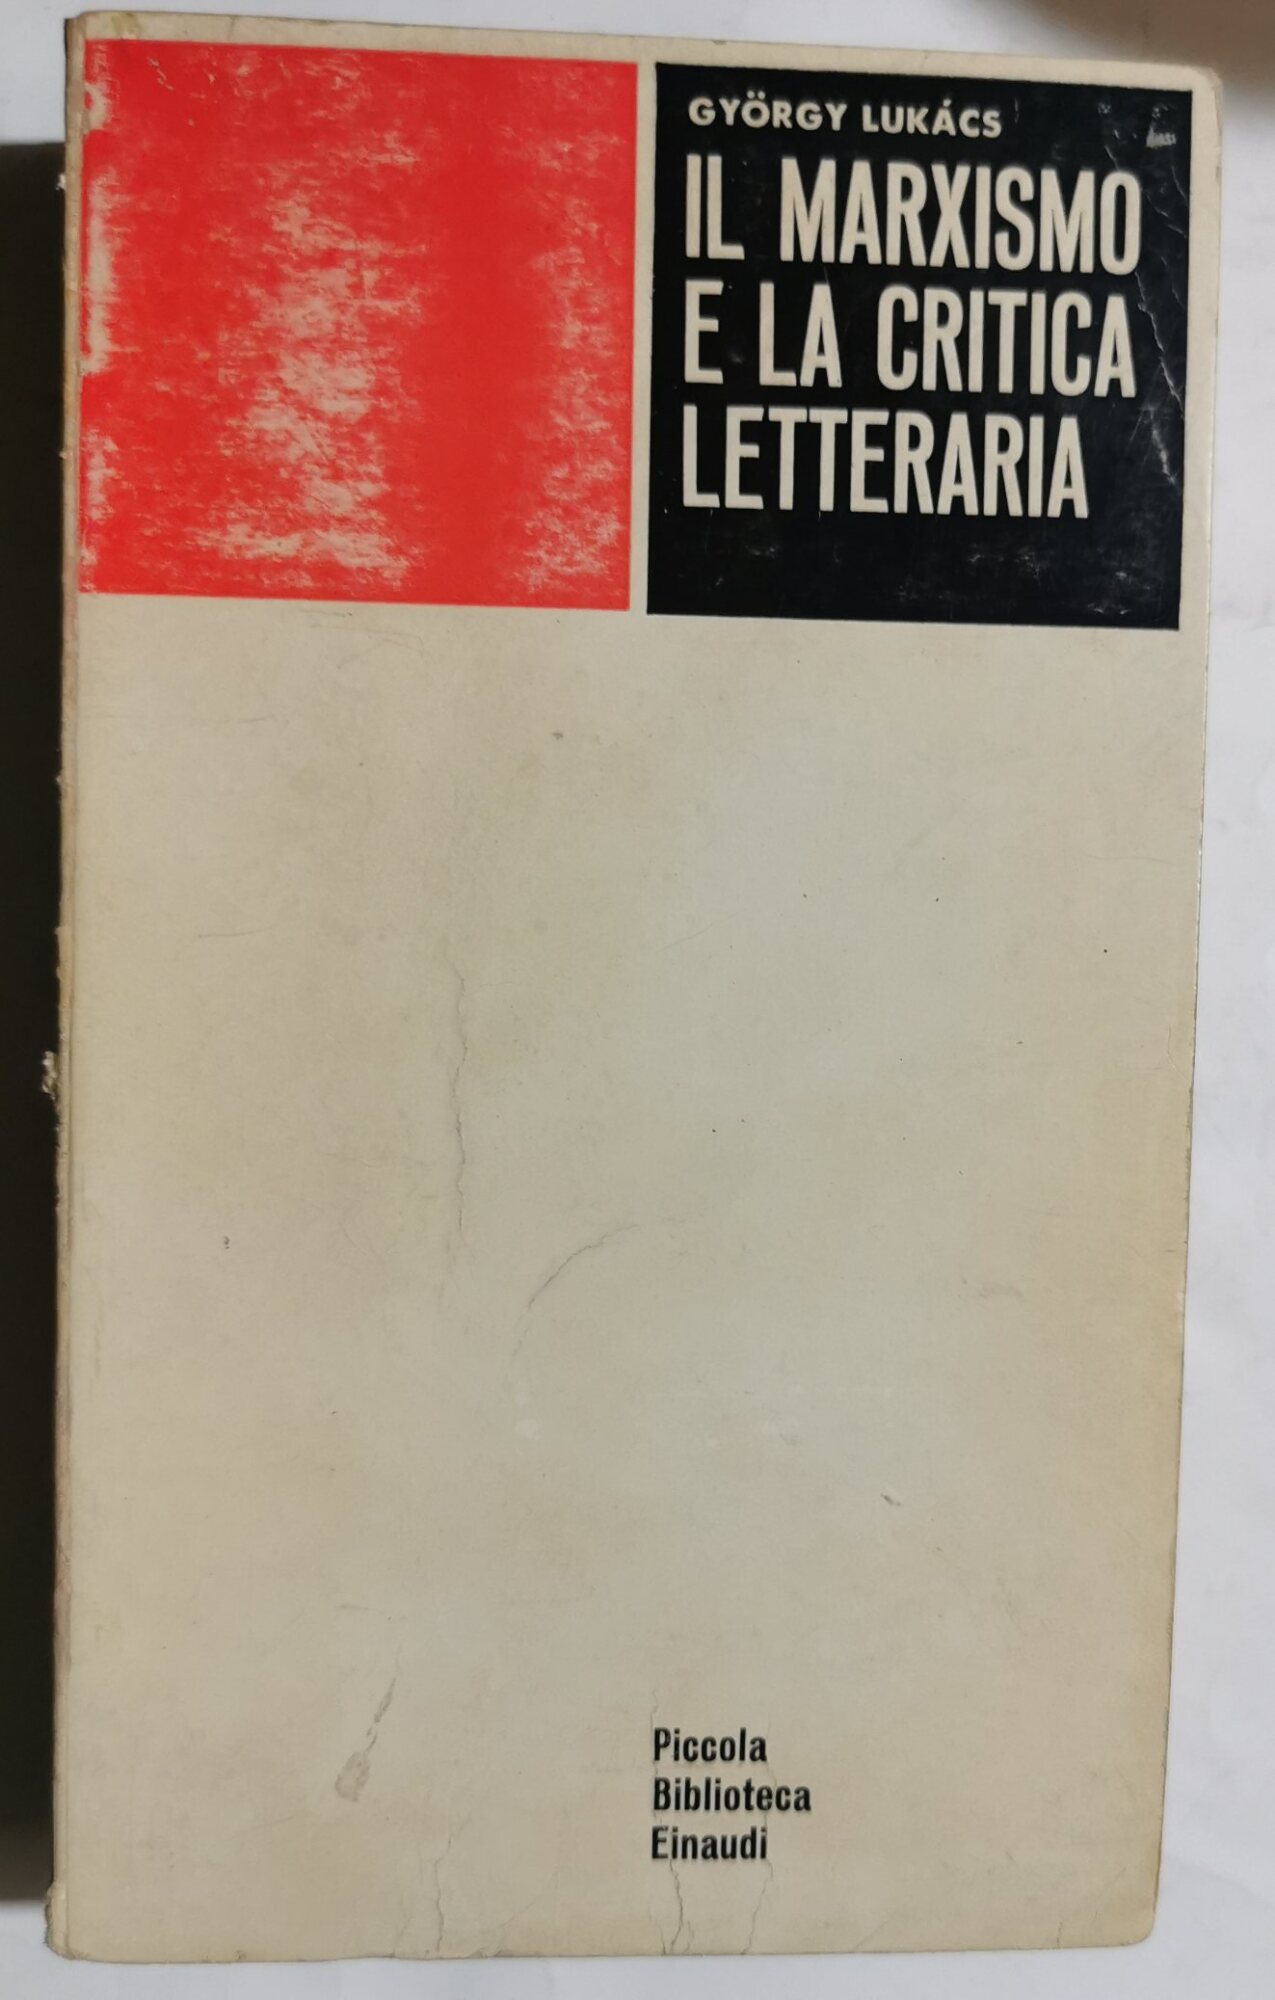 GYÖRGY LUKÁCS
IL MARXISMO
E LA CRITICA
LETTERARIA
Piccola
Biblioteca
Einaudi